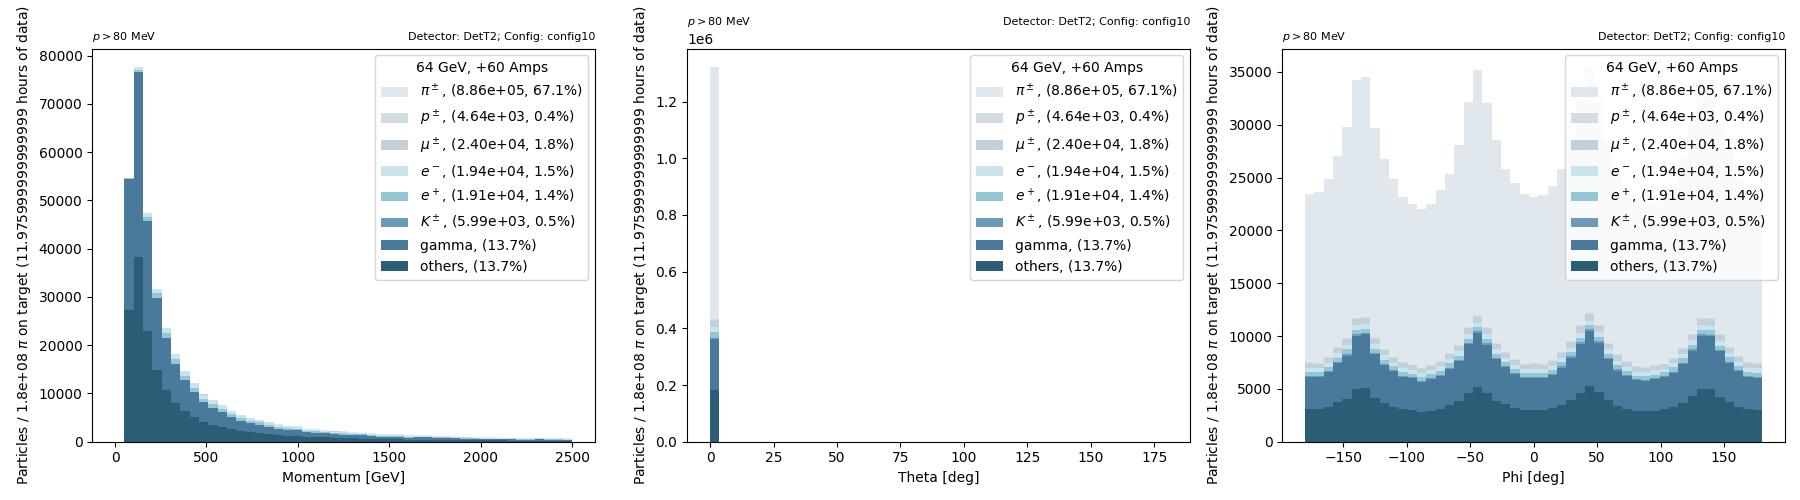 p > 80 MeV
Detector: DetT2; Config: config10
Particles / 1.8e+08 π on target (11.975999999999999 hours of data)
80000
70000
60000
50000
40000
30000
20000
10000
0
64 GeV, +60 Amps
π±, (8.86e+05, 67.1%)
p±, (4.64e+03, 0.4%)
μ±, (2.40e+04, 1.8%)
e−, (1.94e+04, 1.5%)
e+, (1.91e+04, 1.4%)
K±, (5.99e+03, 0.5%)
gamma, (13.7%)
others, (13.7%)
0 500 1000 1500 2000 2500
Momentum [GeV]
p > 80 MeV
Detector: DetT2; Config: config10
1e6
Particles / 1.8e+08 π on target (11.975999999999999 hours of data)
1.2
1.0
0.8
0.6
0.4
0.2
0.0
64 GeV, +60 Amps
π±, (8.86e+05, 67.1%)
p±, (4.64e+03, 0.4%)
μ±, (2.40e+04, 1.8%)
e−, (1.94e+04, 1.5%)
e+, (1.91e+04, 1.4%)
K±, (5.99e+03, 0.5%)
gamma, (13.7%)
others, (13.7%)
0 25 50 75 100 125 150 175
Theta [deg]
p > 80 MeV
Detector: DetT2; Config: config10
Particles / 1.8e+08 π on target (11.975999999999999 hours of data)
35000
30000
25000
20000
15000
10000
5000
0
64 GeV, +60 Amps
π±, (8.86e+05, 67.1%)
p±, (4.64e+03, 0.4%)
μ±, (2.40e+04, 1.8%)
e−, (1.94e+04, 1.5%)
e+, (1.91e+04, 1.4%)
K±, (5.99e+03, 0.5%)
gamma, (13.7%)
others, (13.7%)
−150 −100 −50 0 50 100 150
Phi [deg]